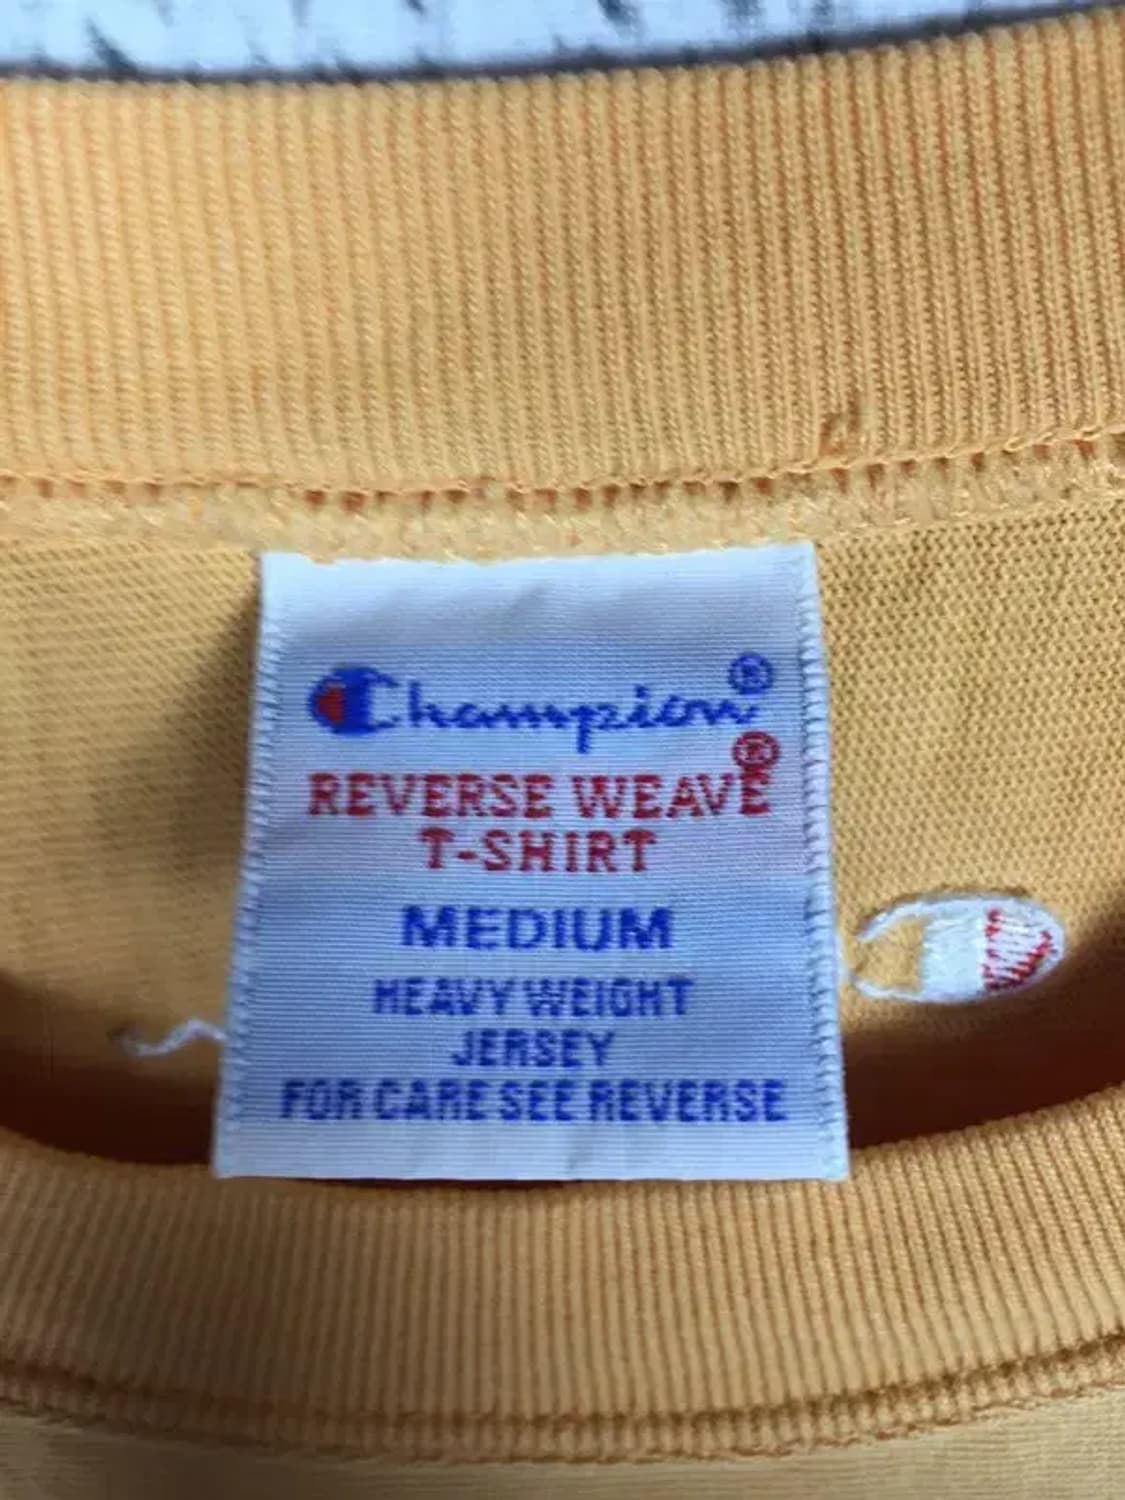 Champion®
REVERSE WEAVE®
T-SHIRT
MEDIUM
HEAVY WEIGHT
JERSEY
FOR CARE SEE REVERSE